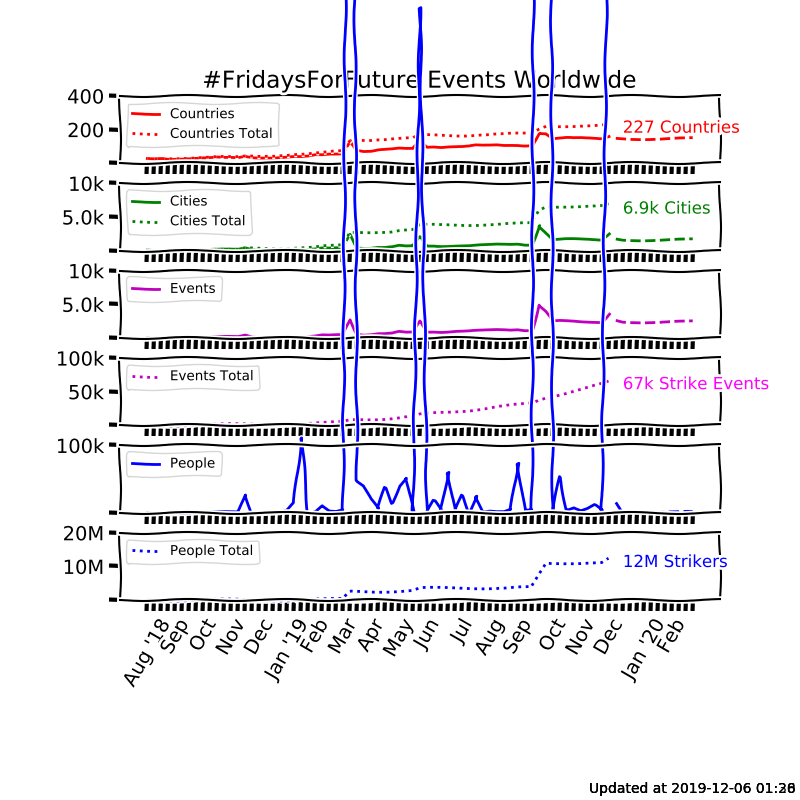 #FridaysForFuture Events Worldwide
400
200
Countries
Countries Total
227 Countries
10k
5.0k
Cities
Cities Total
6.9k Cities
10k
5.0k
Events
100k
50k
Events Total
67k Strike Events
100k
People
20M
10M
People Total
12M Strikers
Aug '18
Sep
Oct
Nov
Dec
Jan '19
Feb
Mar
Apr
May
Jun
Jul
Aug
Sep
Oct
Nov
Dec
Jan '20
Feb
Updated at 2019-12-06